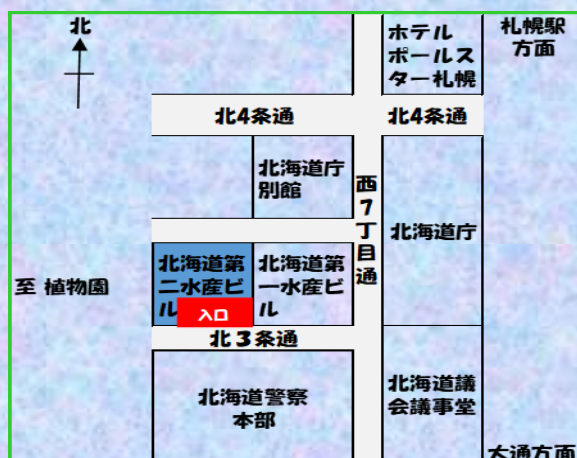 北
ホテル
ポールス
ター札幌
札幌駅
方面
北4条通
北4条通
北海道庁
別館
西7丁目通
北海道庁
至 植物園
北海道第
二水産ビ
ル
入口
北海道第
一水産ビ
ル
北3条通
北海道警察
本部
北海道議
会議事堂
大通方面